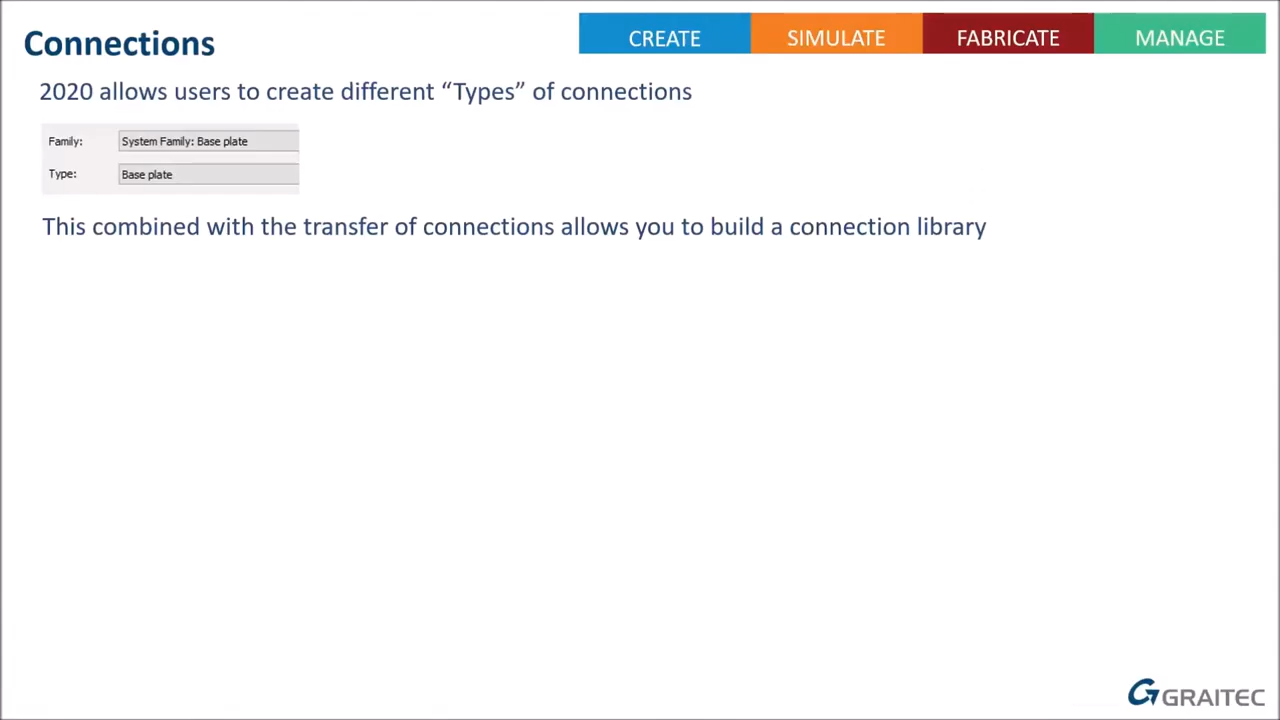 Connections
CREATE SIMULATE FABRICATE MANAGE
2020 allows users to create different “Types” of connections
Family: System Family: Base plate
Type: Base plate
This combined with the transfer of connections allows you to build a connection library
GRAITEC